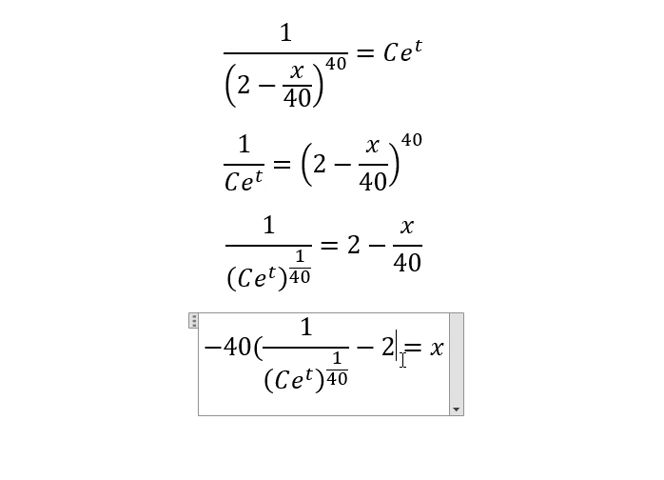 1/(2 − x/40)^40 = Ce^t
1/Ce^t = (2 − x/40)^40
1/(Ce^t)^(1/40) = 2 − x/40
−40(1/(Ce^t)^(1/40) − 2 = x